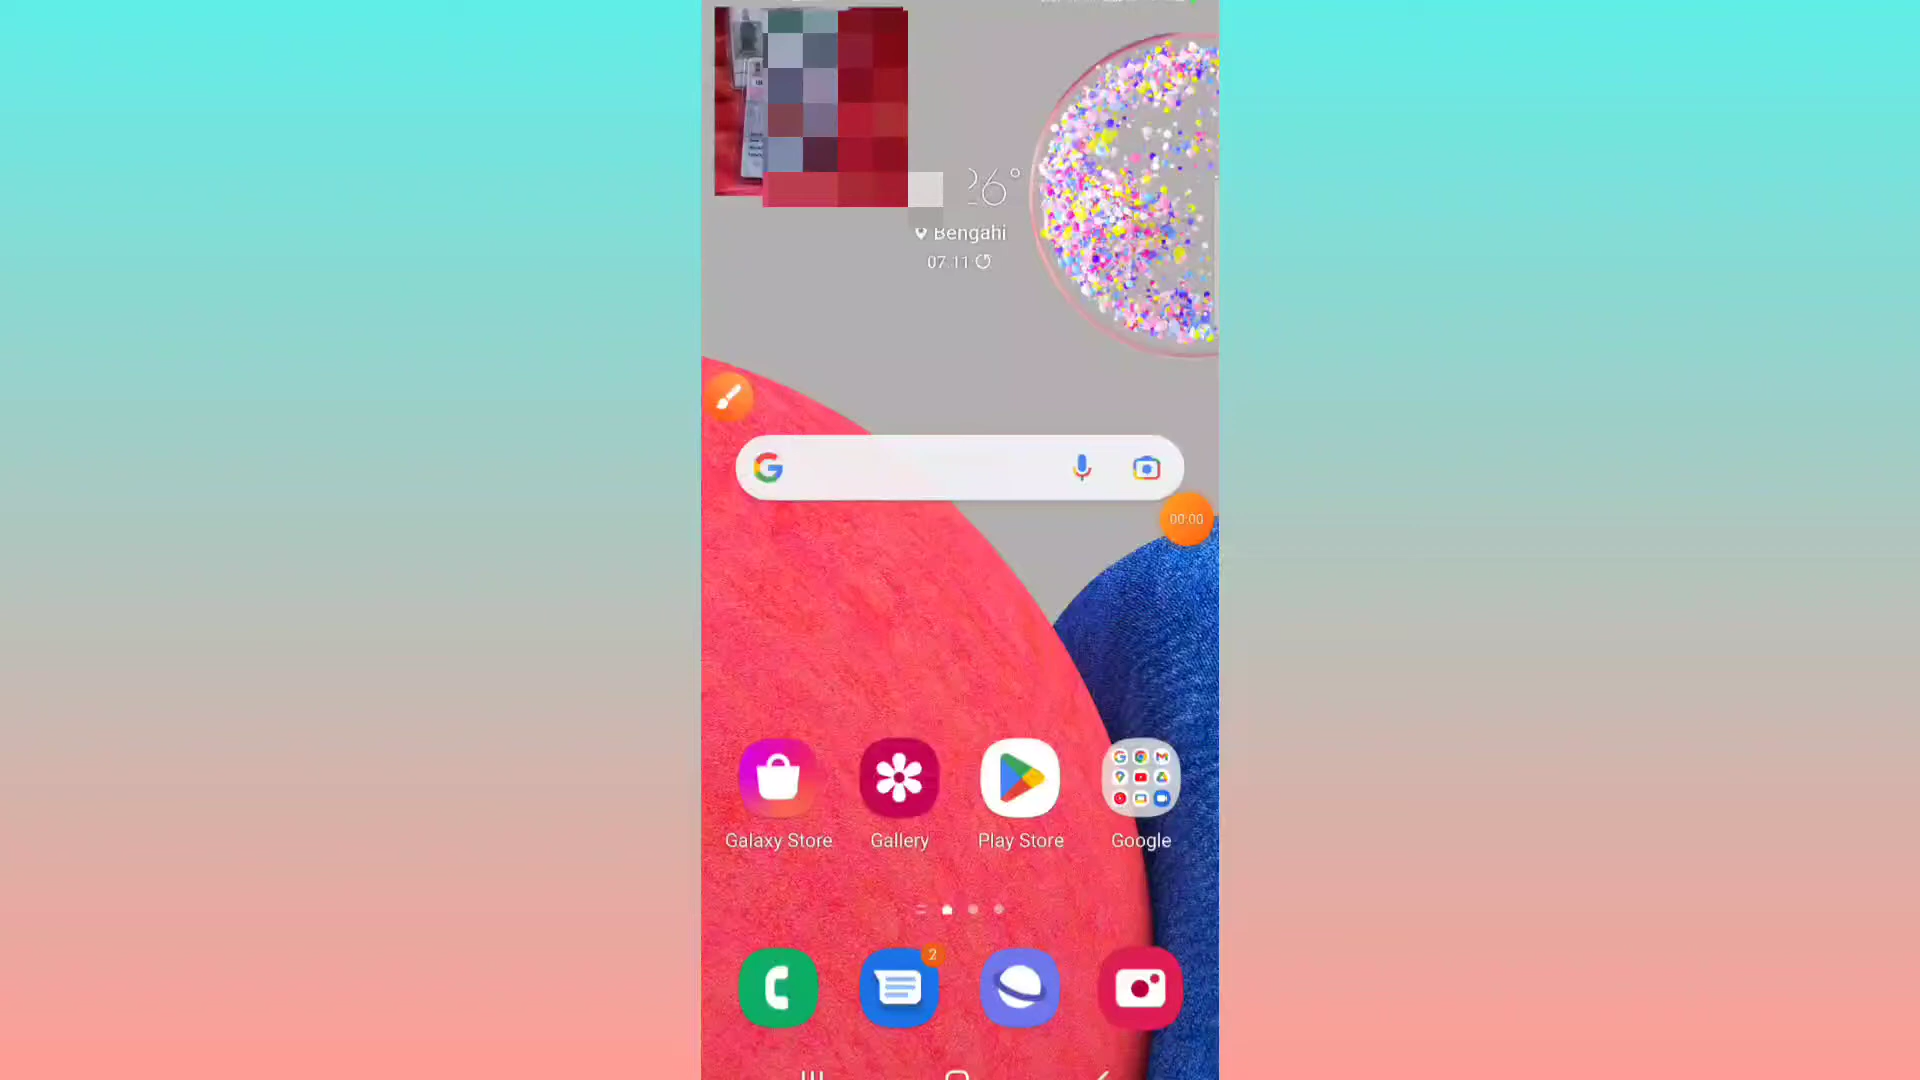 26°
Bengahi
07:11
00:00
Galaxy Store
Gallery
Play Store
Google
2